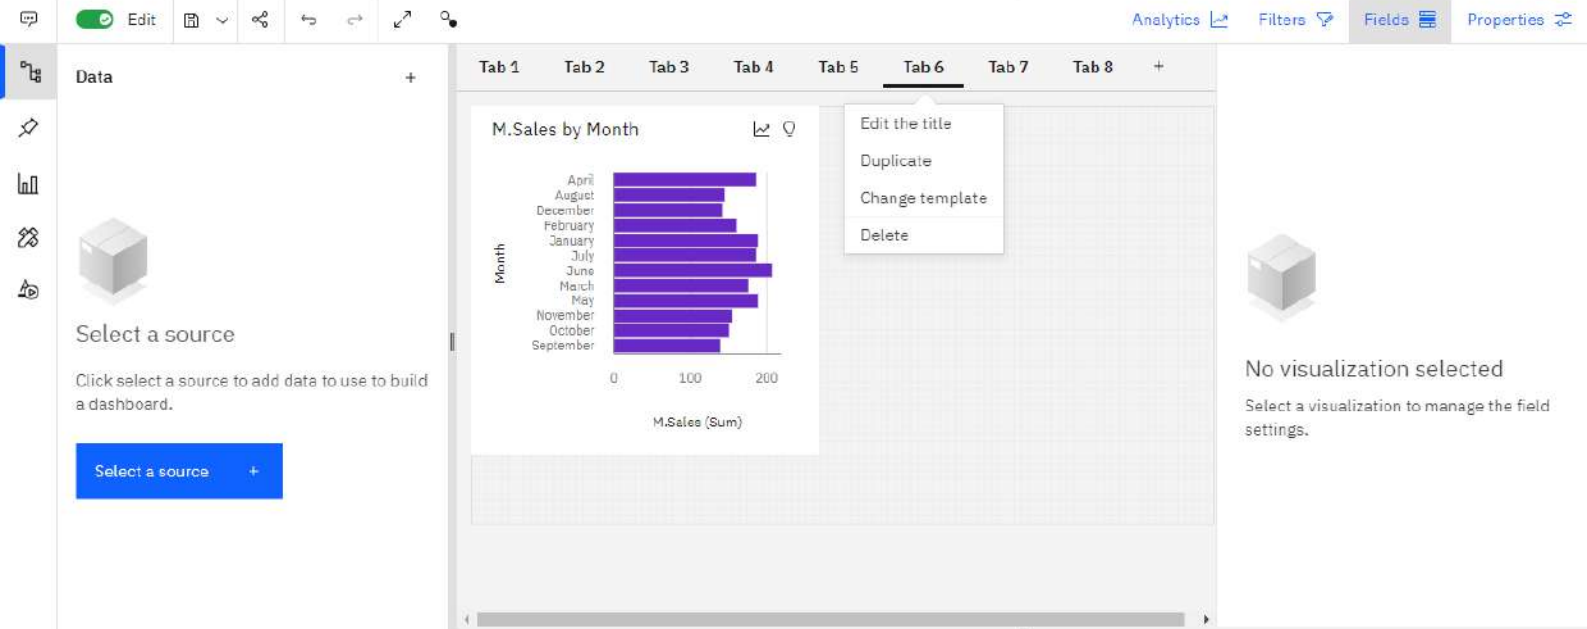 Edit
Analytics
Filters
Fields
Properties
Data
+
Tab 1
Tab 2
Tab 3
Tab 4
Tab 5
Tab 6
Tab 7
Tab 8
+
M.Sales by Month
Month
April
August
December
February
January
July
June
March
May
November
October
September
0
100
200
M.Sales (Sum)
Edit the title
Duplicate
Change template
Delete
Select a source
Click select a source to add data to use to build
a dashboard.
Select a source +
No visualization selected
Select a visualization to manage the field
settings.